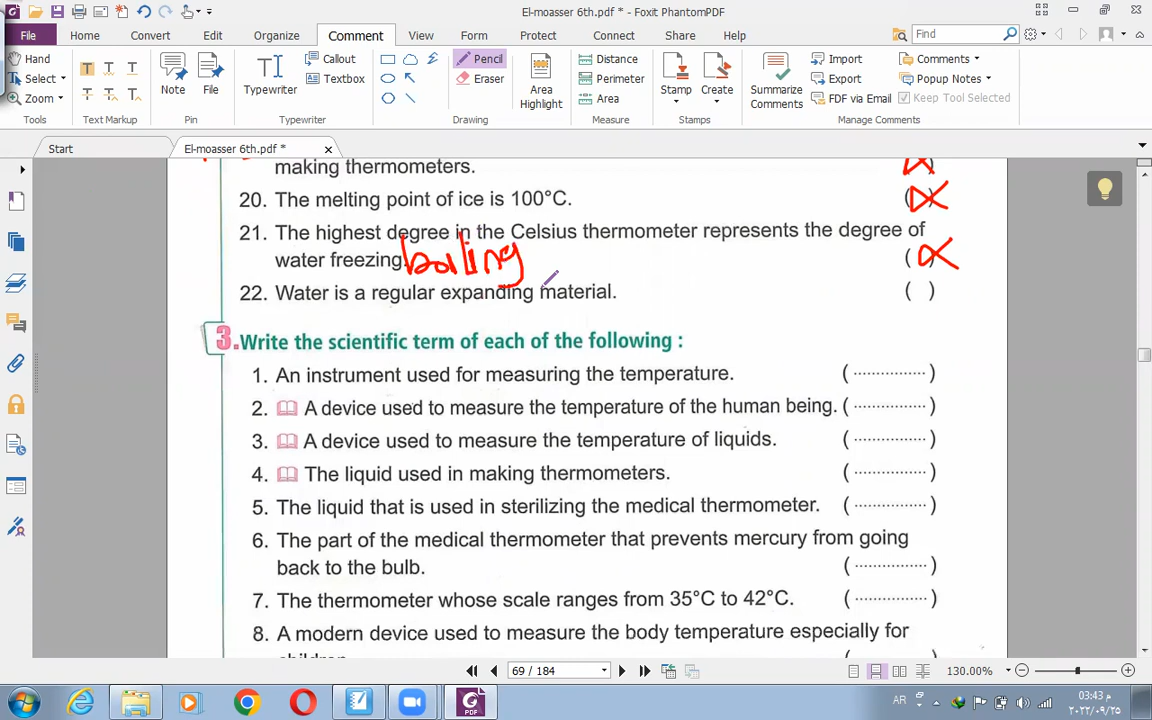 El-moasser 6th.pdf * - Foxit PhantomPDF
File Home Convert Edit Organize Comment View Form Protect Connect Share Help Find
Hand Select Zoom Tools
Text Markup
Note File Pin
Typewriter Callout Textbox Typewriter
Pencil Eraser Drawing
Area Highlight
Distance Perimeter Area Measure
Stamp Create Stamps
Summarize Comments Import Export FDF via Email Comments Popup Notes Keep Tool Selected Manage Comments
Start El-moasser 6th.pdf *
making thermometers. ( )
20. The melting point of ice is 100°C. ( )
21. The highest degree in the Celsius thermometer represents the degree of
water freezing. boiling ( )
22. Water is a regular expanding material. ( )
3. Write the scientific term of each of the following :
1. An instrument used for measuring the temperature. (..............)
2. A device used to measure the temperature of the human being. (..............)
3. A device used to measure the temperature of liquids. (..............)
4. The liquid used in making thermometers. (..............)
5. The liquid that is used in sterilizing the medical thermometer. (..............)
6. The part of the medical thermometer that prevents mercury from going
back to the bulb. (..............)
7. The thermometer whose scale ranges from 35°C to 42°C. (..............)
8. A modern device used to measure the body temperature especially for
69 / 184 130.00%
PDF AR 03:43 م
٢٠٢٢/٠٩/٢٥